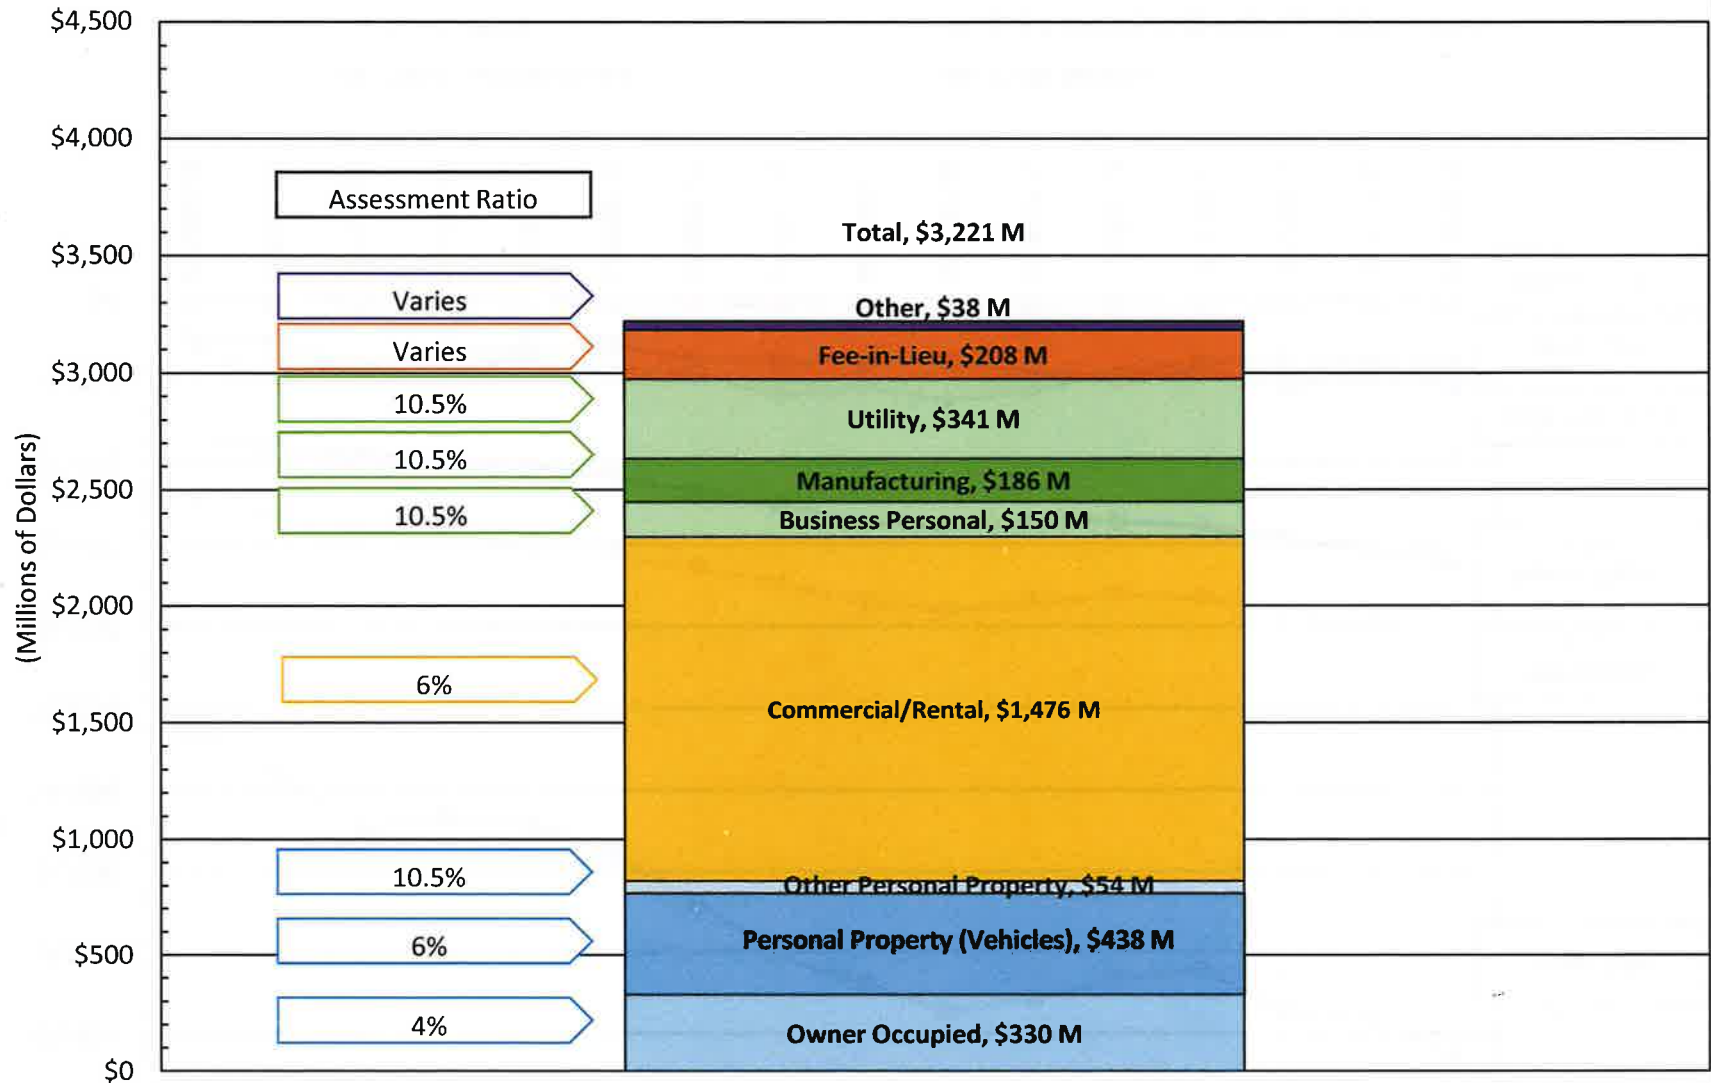 $4,500
$4,000
Assessment Ratio
Total, $3,221 M
$3,500
Varies
Other, $38 M
Varies
Fee-in-Lieu, $208 M
$3,000
10.5%
Utility, $341 M
10.5%
Manufacturing, $186 M
$2,500
10.5%
Business Personal, $150 M
(Millions of Dollars)
$2,000
6%
Commercial/Rental, $1,476 M
$1,500
$1,000
10.5%
Other Personal Property, $54 M
6%
Personal Property (Vehicles), $438 M
$500
4%
Owner Occupied, $330 M
$0